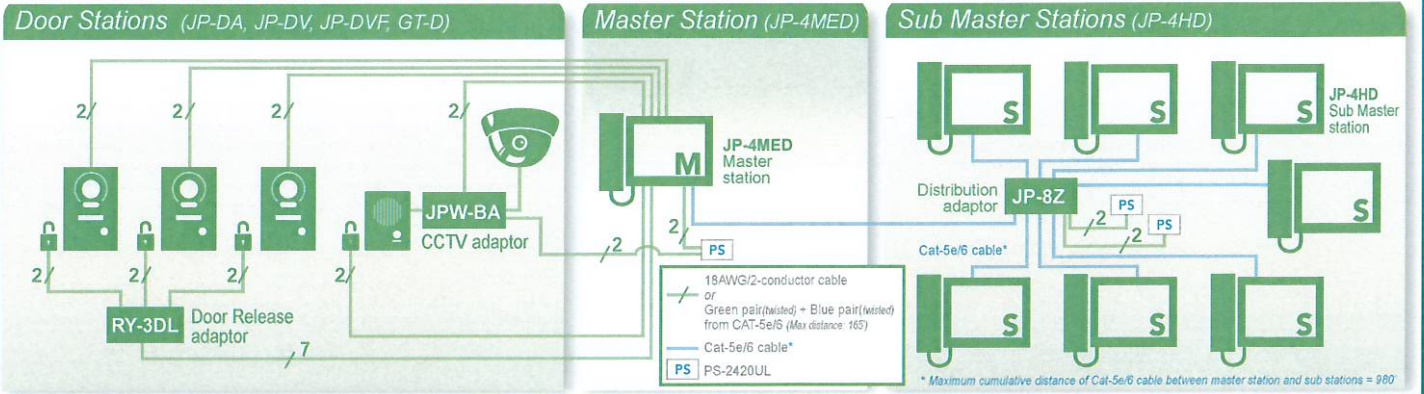 Door Stations (JP-DA, JP-DV, JP-DVF, GT-D)
2
2
2
2
JPW-BA
CCTV adaptor
2
2
2
2
2
RY-3DL
Door Release
adaptor
7
Master Station (JP-4MED)
M
JP-4MED
Master
station
2
PS
18AWG/2-conductor cable
or
Green pair(twisted) + Blue pair(twisted)
from CAT-5e/6 (Max distance 165')
Cat-5e/6 cable*
PS PS-2420UL
Sub Master Stations (JP-4HD)
S
S
S
JP-4HD
Sub Master
station
Distribution
adaptor
JP-8Z
2
PS
2
PS
S
Cat-5e/6 cable*
S
S
S
* Maximum cumulative distance of Cat-5e/6 cable between master station and sub stations = 980'